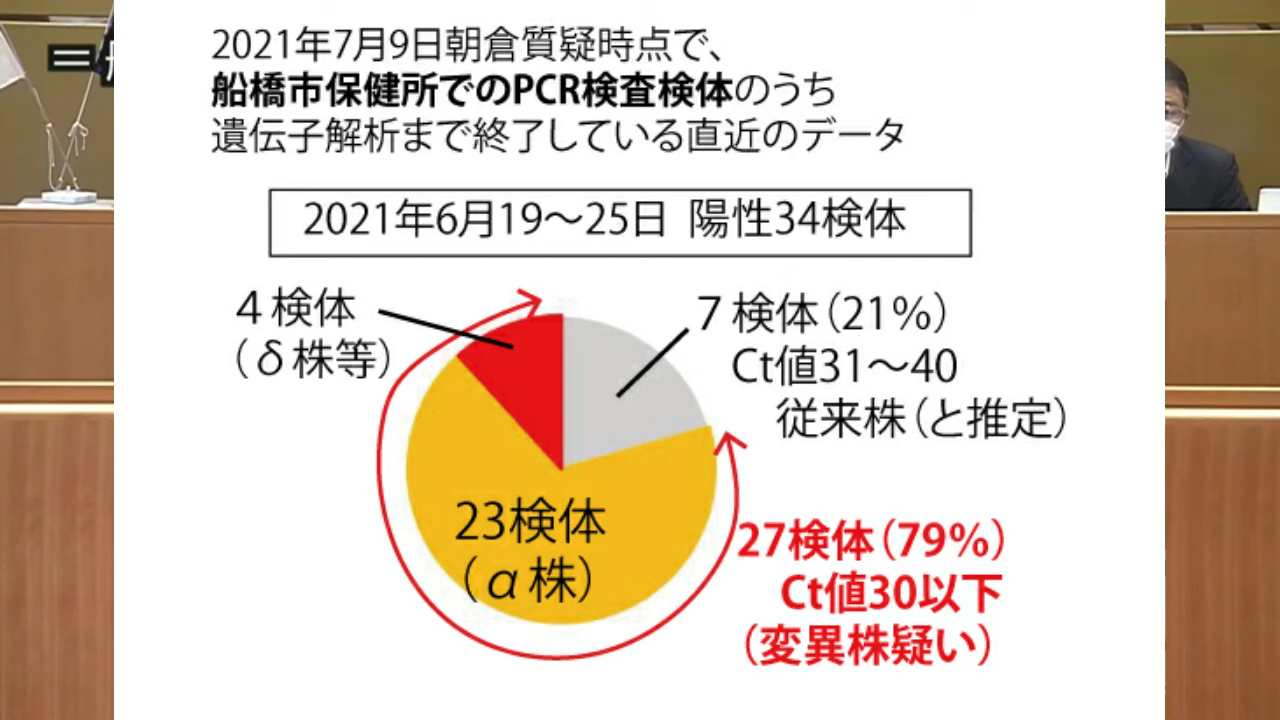 2021年7月9日朝倉質疑時点で、
船橋市保健所でのPCR検査検体のうち
遺伝子解析まで終了している直近のデータ
2021年6月19～25日 陽性34検体
4検体
（δ株等）
7検体（21％）
Ct値31～40
従来株（と推定）
23検体
（α株）
27検体（79％）
Ct値30以下
（変異株疑い）